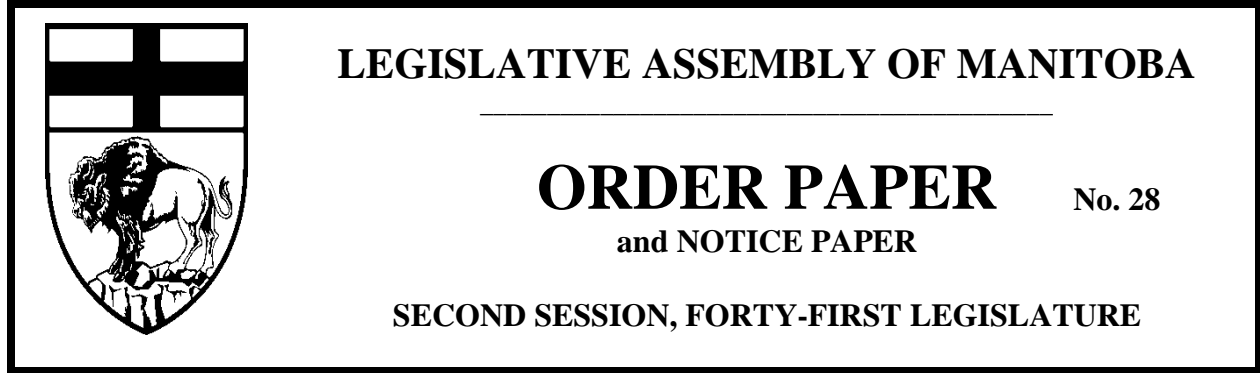 LEGISLATIVE ASSEMBLY OF MANITOBA
ORDER PAPER No. 28
and NOTICE PAPER
SECOND SESSION, FORTY-FIRST LEGISLATURE